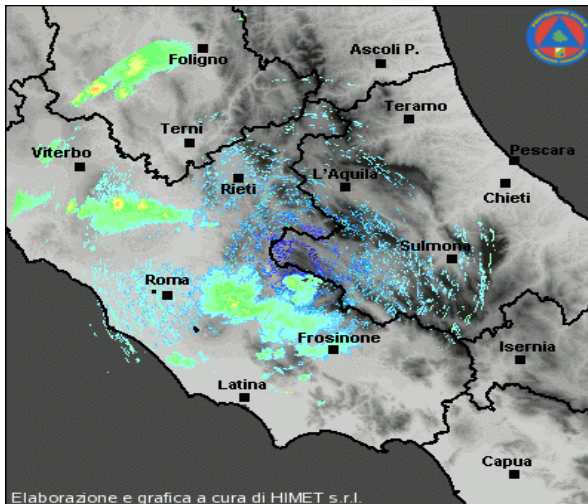 Foligno
Ascoli P.
Teramo
Terni
Viterbo
Pescara
Rieti
L'Aquila
Chieti
Sulmona
Roma
Frosinone
Isernia
Latina
Capua
Elaborazione e grafica a cura di HIMET s.r.l.